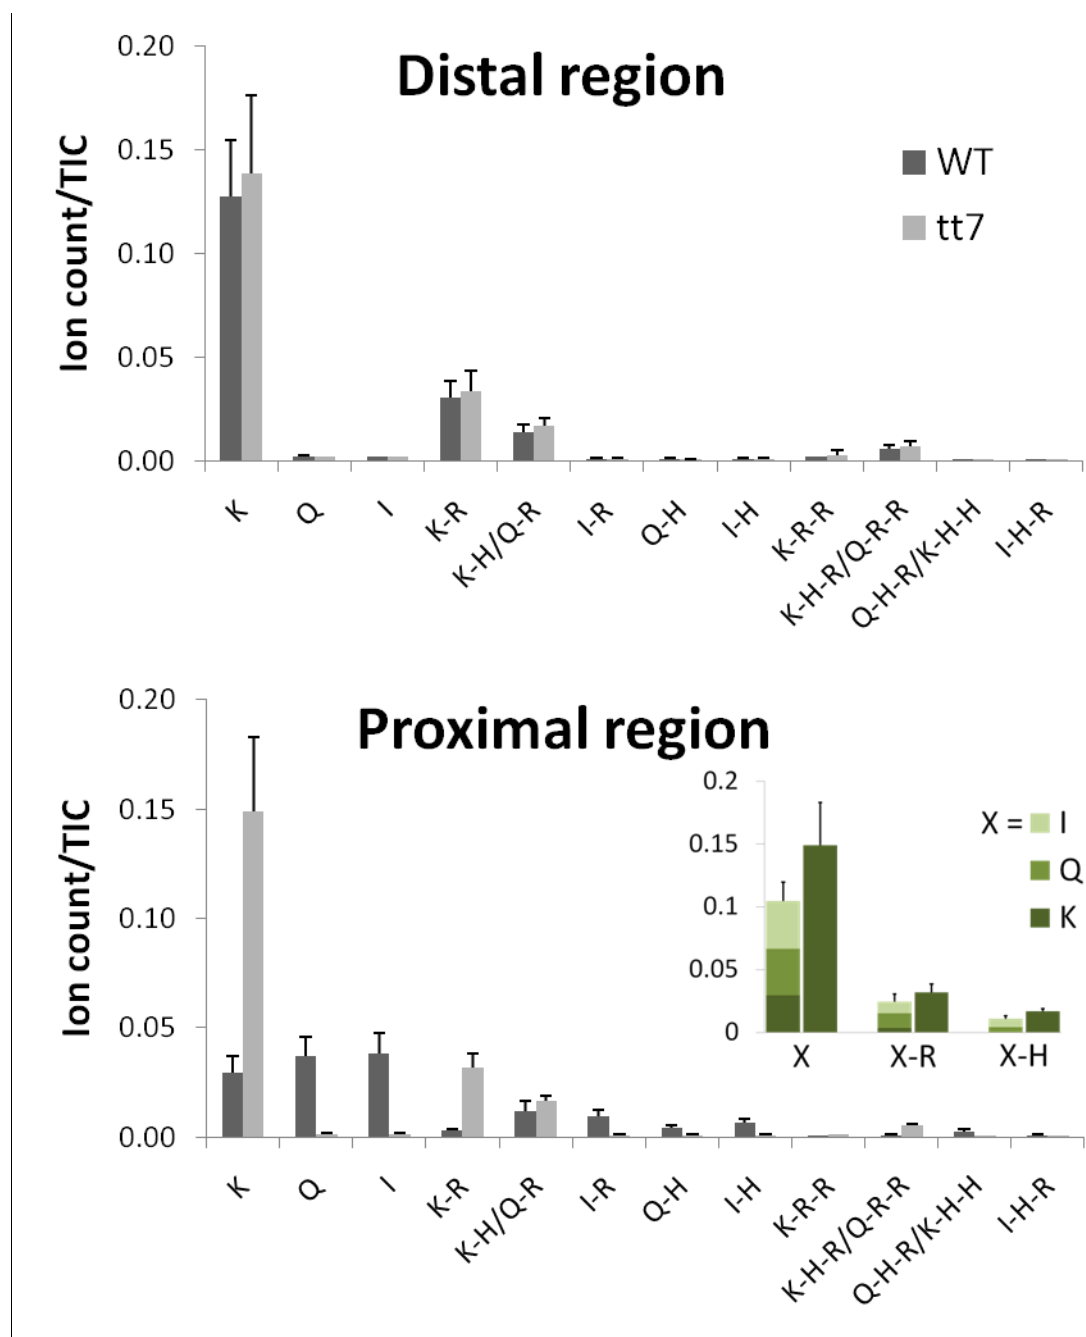 Distal region
Ion count/TIC
0.20
0.15
0.10
0.05
0.00
WT
tt7
K
Q
I
K-R
K-H/Q-R
I-R
Q-H
I-H
K-R-R
K-H-R/Q-R-R
Q-H-R/K-H-H
I-H-R
Proximal region
Ion count/TIC
0.20
0.15
0.10
0.05
0.00
0.2
0.15
0.1
0.05
0
X = I
Q
K
X
X-R
X-H
K
Q
I
K-R
K-H/Q-R
I-R
Q-H
I-H
K-R-R
K-H-R/Q-R-R
Q-H-R/K-H-H
I-H-R